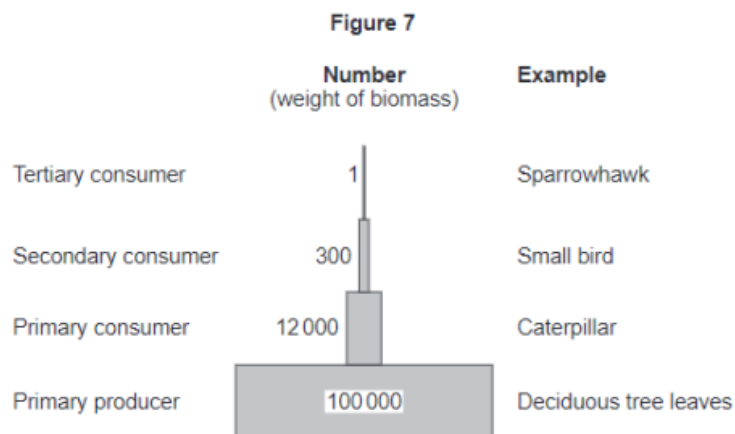 Figure 7
Number Example
(weight of biomass)
Tertiary consumer 1 Sparrowhawk
Secondary consumer 300 Small bird
Primary consumer 12 000 Caterpillar
Primary producer 100 000 Deciduous tree leaves